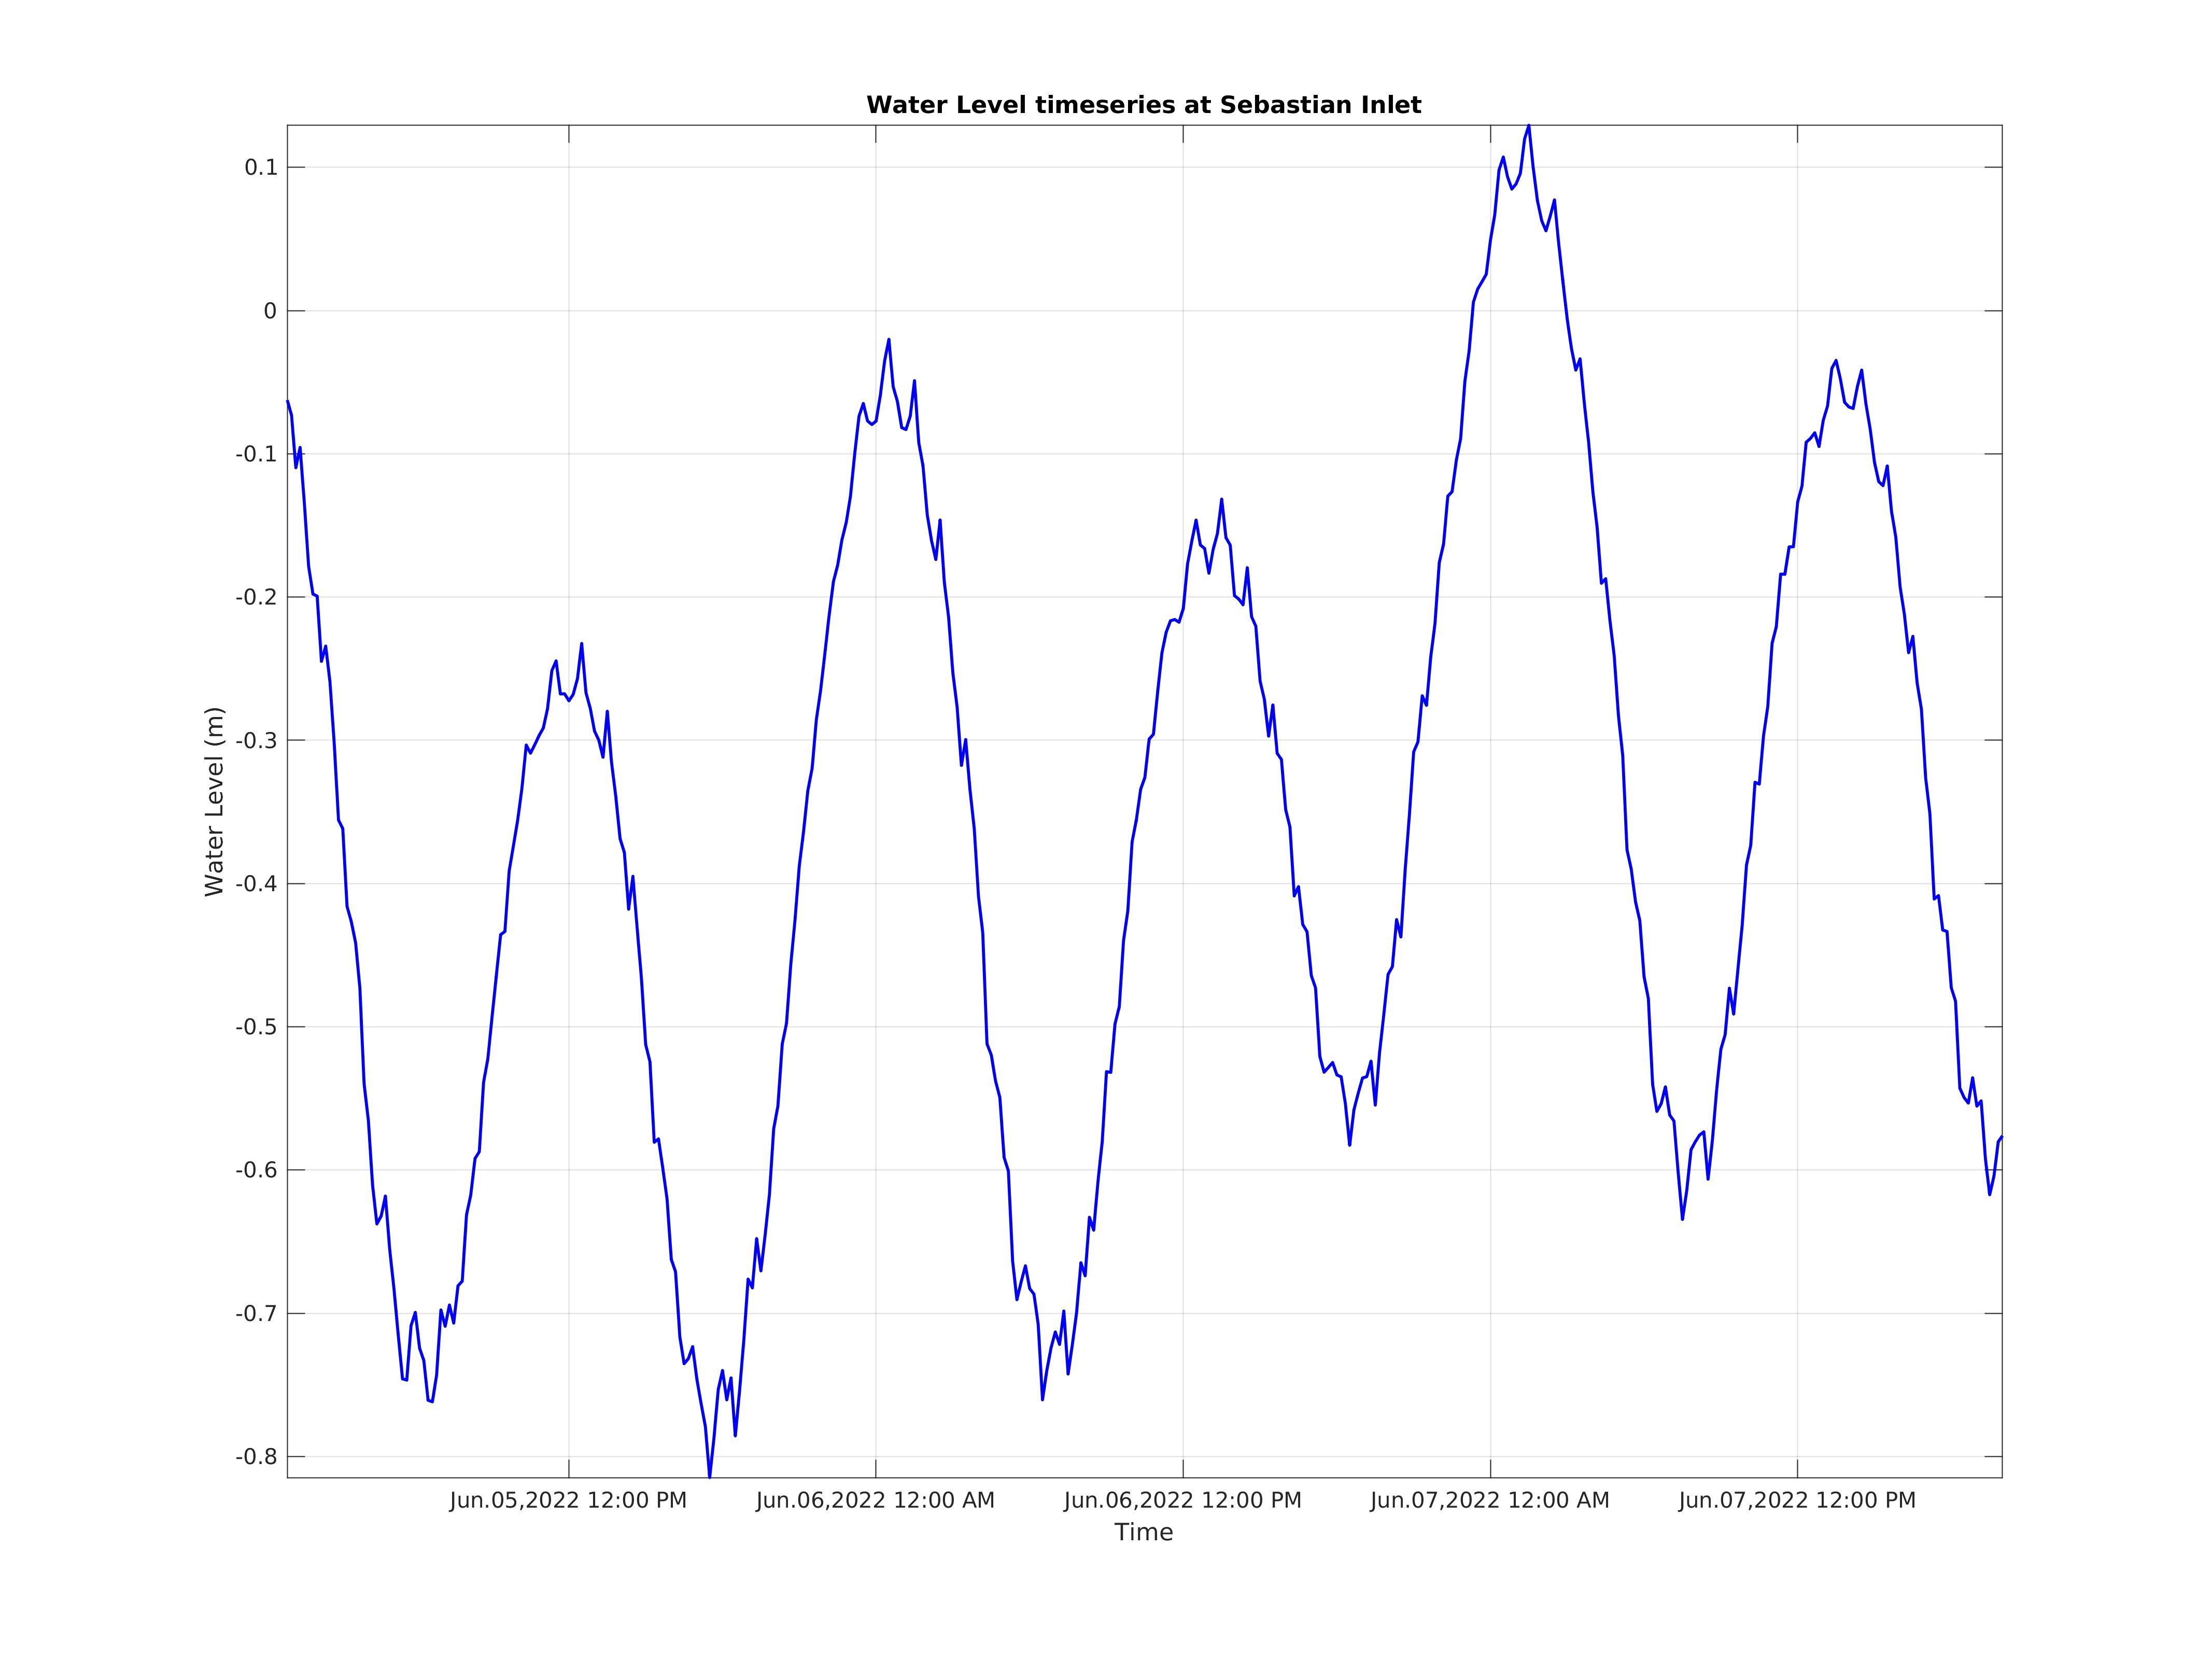 Water Level timeseries at Sebastian Inlet
0.1
0
-0.1
-0.2
-0.3
-0.4
-0.5
-0.6
-0.7
-0.8
Water Level (m)
Jun.05,2022 12:00 PM Jun.06,2022 12:00 AM Jun.06,2022 12:00 PM Jun.07,2022 12:00 AM Jun.07,2022 12:00 PM
Time